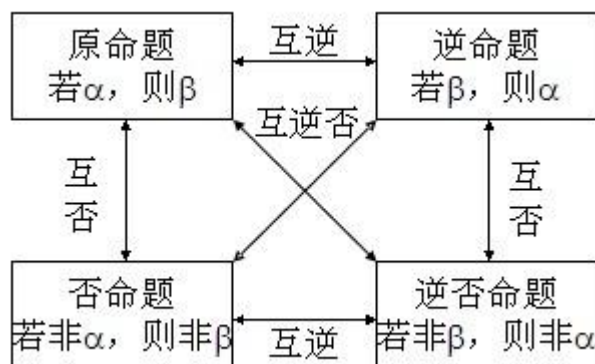 原命题
若α，则β
互逆
逆命题
若β，则α
互逆否
互
否
互
否
否命题
若非α，则非β
互逆
逆否命题
若非β，则非α